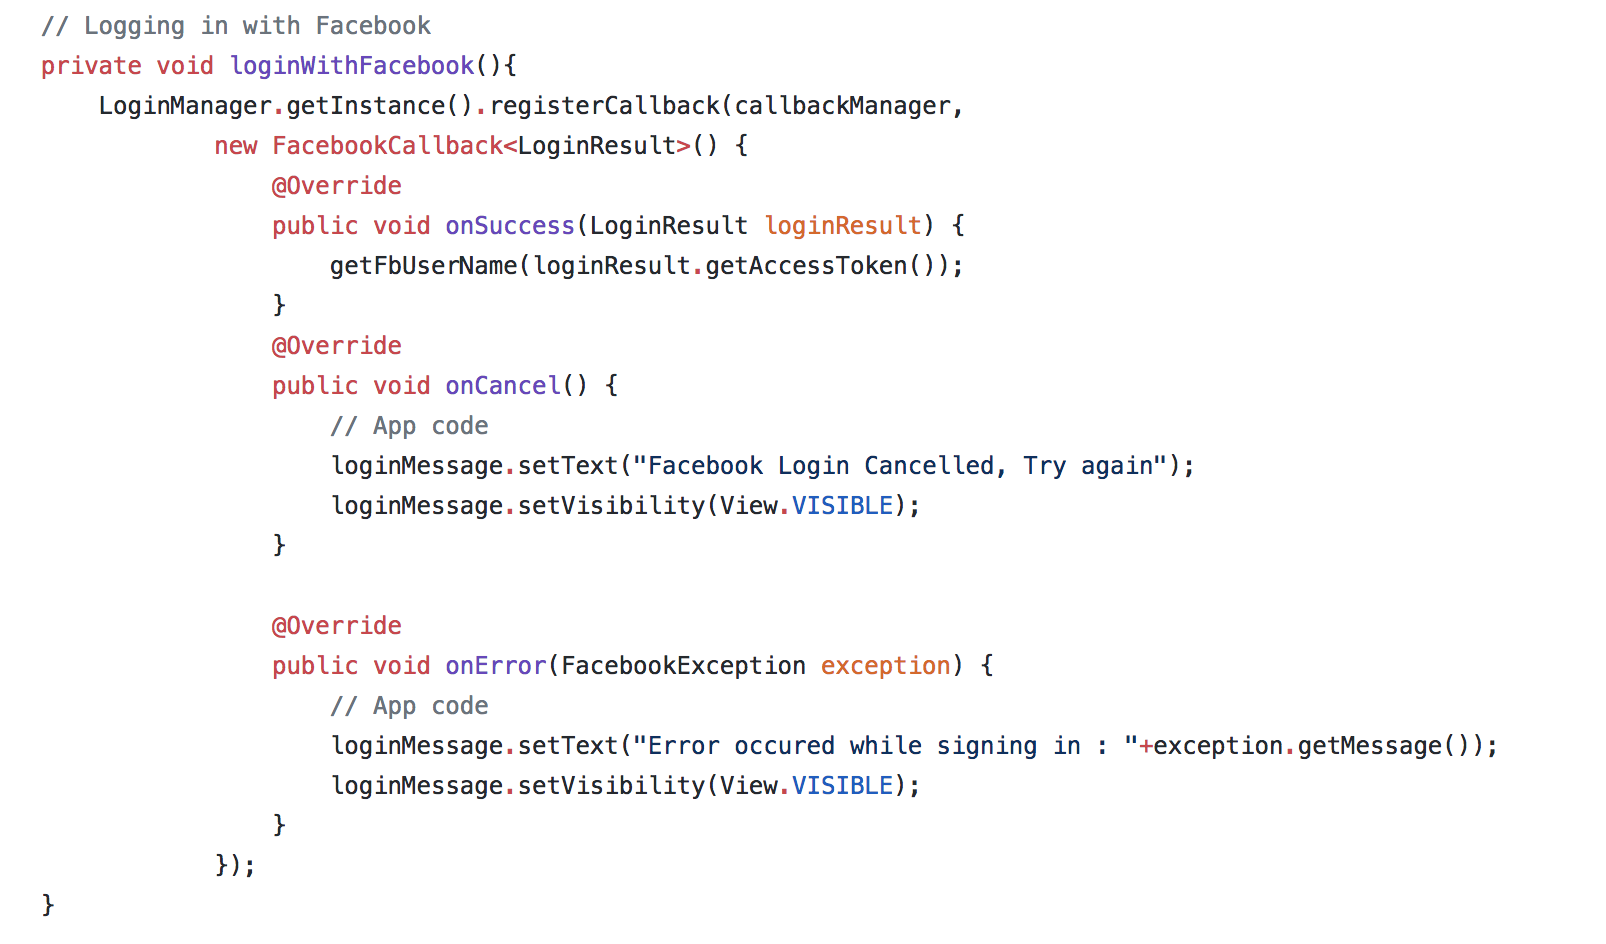 // Logging in with Facebook
private void loginWithFacebook(){
    LoginManager.getInstance().registerCallback(callbackManager,
            new FacebookCallback<LoginResult>() {
                @Override
                public void onSuccess(LoginResult loginResult) {
                    getFbUserName(loginResult.getAccessToken());
                }
                @Override
                public void onCancel() {
                    // App code
                    loginMessage.setText("Facebook Login Cancelled, Try again");
                    loginMessage.setVisibility(View.VISIBLE);
                }

                @Override
                public void onError(FacebookException exception) {
                    // App code
                    loginMessage.setText("Error occured while signing in : "+exception.getMessage());
                    loginMessage.setVisibility(View.VISIBLE);
                }
            });
}